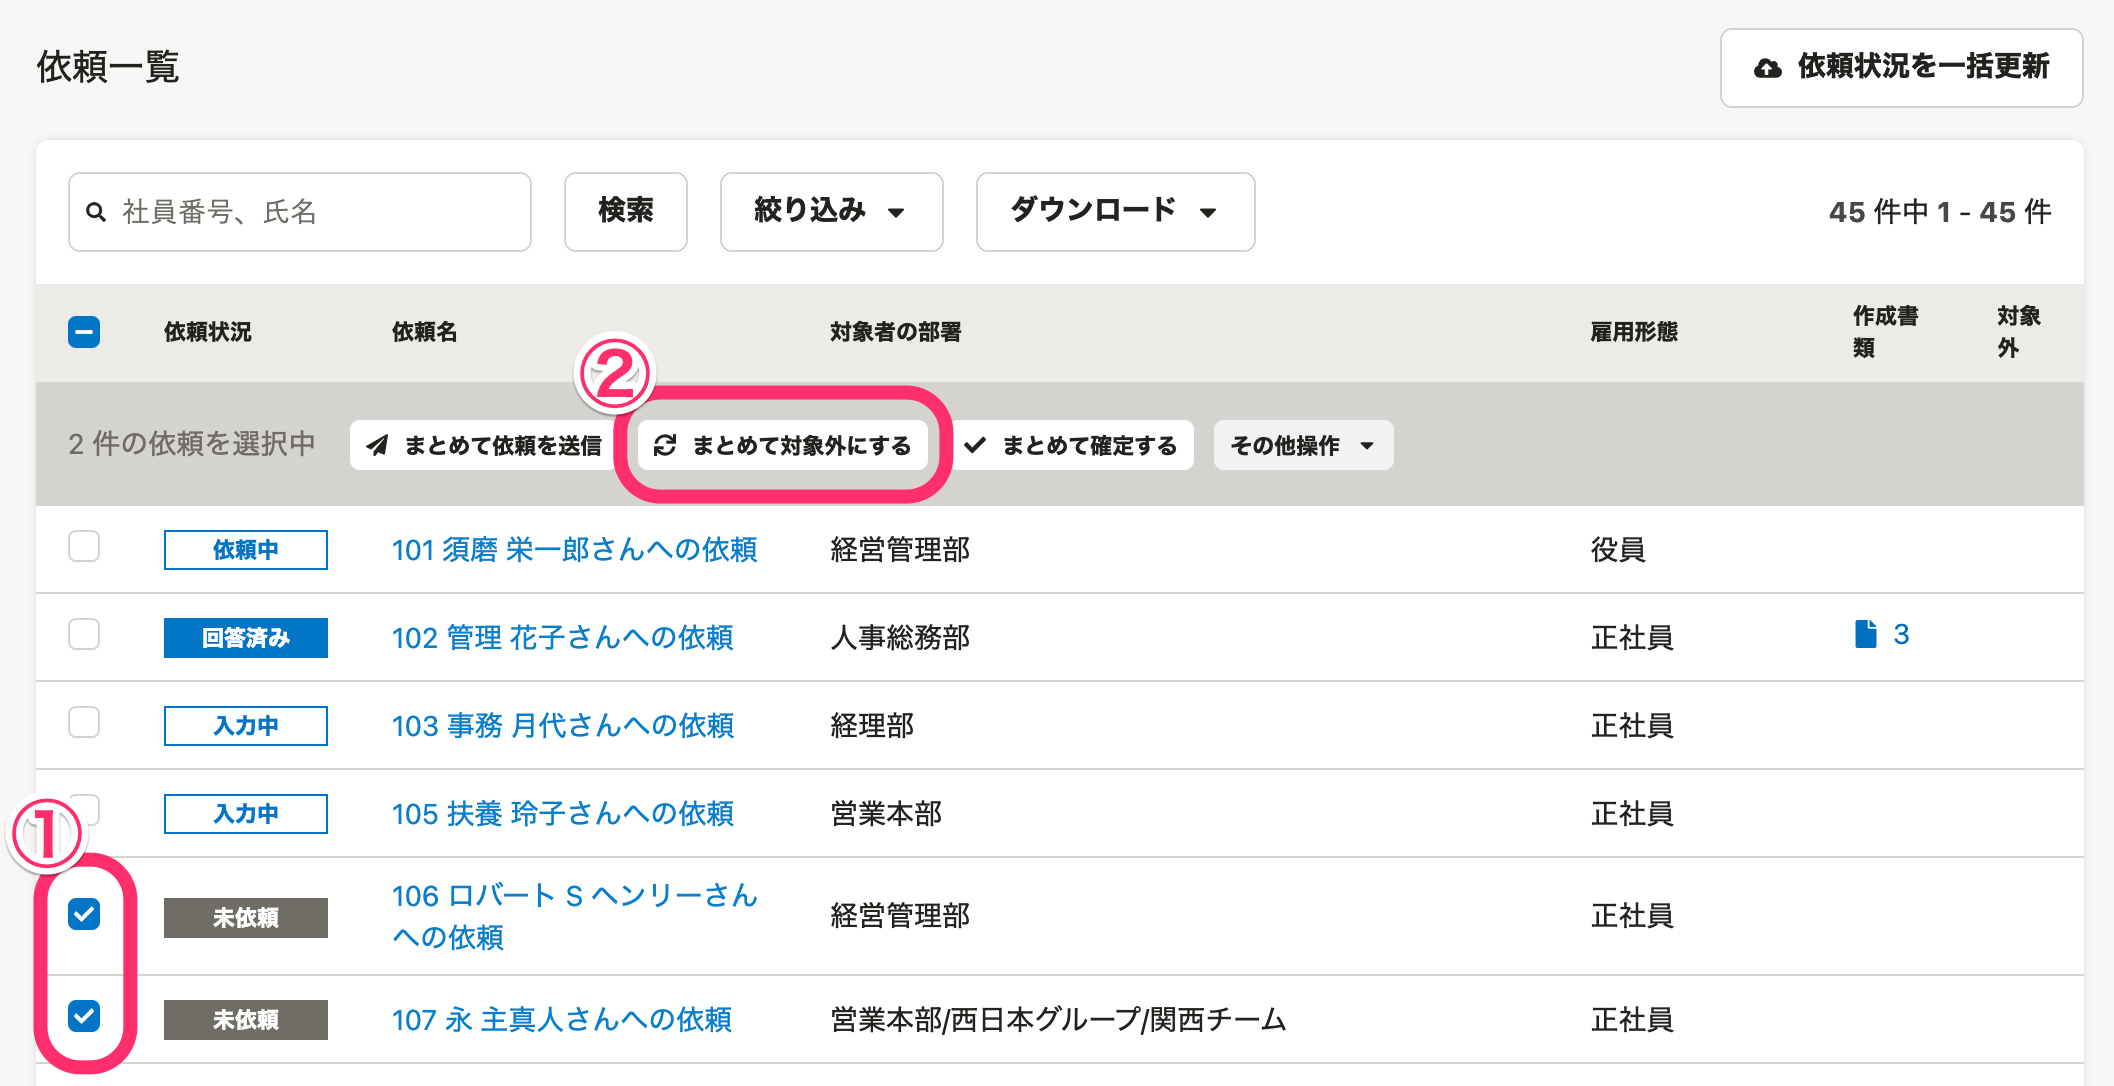 依頼一覧
依頼状況を一括更新
社員番号、氏名
検索
絞り込み
ダウンロード
45 件中 1 - 45 件
依頼状況
依頼名
対象者の部署
雇用形態
作成書
類
対象
外
②
2 件の依頼を選択中
まとめて依頼を送信
まとめて対象外にする
まとめて確定する
その他操作
依頼中
101 須磨 栄一郎さんへの依頼
経営管理部
役員
回答済み
102 管理 花子さんへの依頼
人事総務部
正社員
3
入力中
103 事務 月代さんへの依頼
経理部
正社員
入力中
105 扶養 玲子さんへの依頼
営業本部
正社員
①
未依頼
106 ロバート S ヘンリーさん
への依頼
経営管理部
正社員
未依頼
107 永 主真人さんへの依頼
営業本部/西日本グループ/関西チーム
正社員